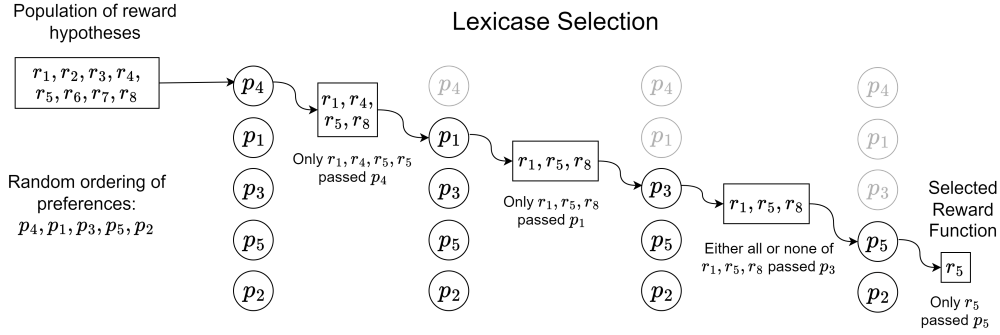 Lexicase Selection
Population of reward
hypotheses
r₁, r₂, r₃, r₄,
r₅, r₆, r₇, r₈
Random ordering of
preferences:
p₄, p₁, p₃, p₅, p₂
p₄
p₁
p₃
p₅
p₂
r₁, r₄,
r₅, r₈
Only r₁, r₄, r₅, r₅
passed p₄
p₄
p₁
p₃
p₅
p₂
r₁, r₅, r₈
Only r₁, r₅, r₈
passed p₁
p₄
p₁
p₃
p₅
p₂
r₁, r₅, r₈
Either all or none of
r₁, r₅, r₈ passed p₃
p₄
p₁
p₃
p₅
p₂
Selected
Reward
Function
r₅
Only r₅
passed p₅